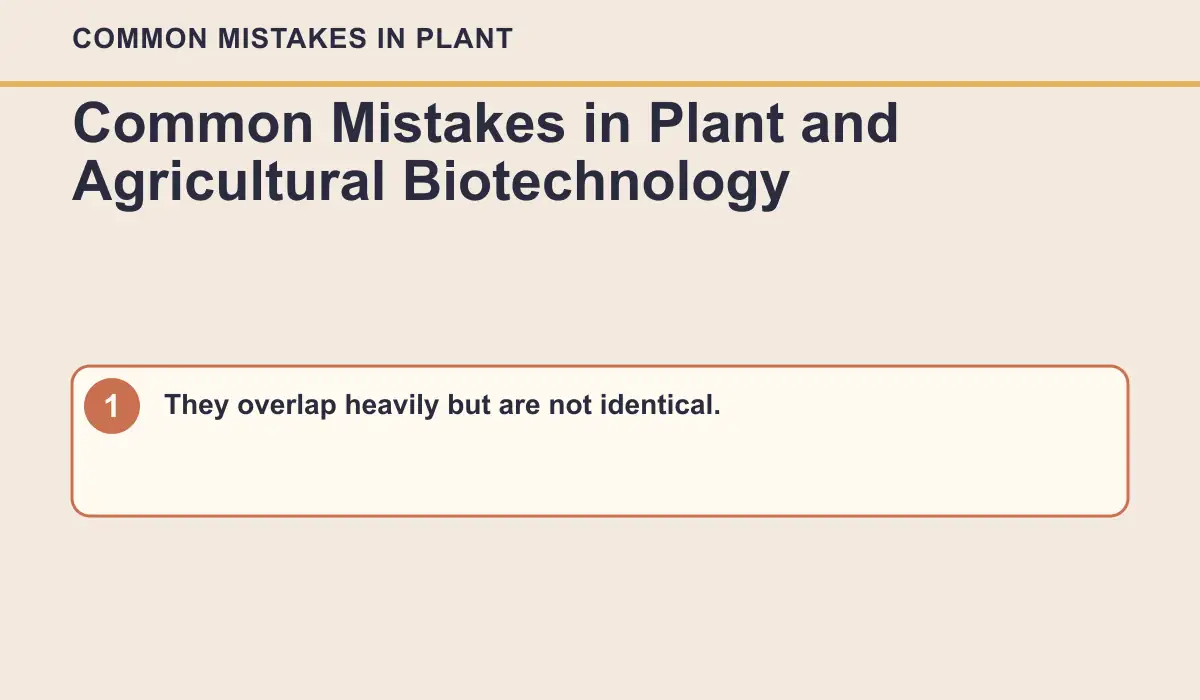 COMMON MISTAKES IN PLANT
Common Mistakes in Plant and
Agricultural Biotechnology
1
They overlap heavily but are not identical.